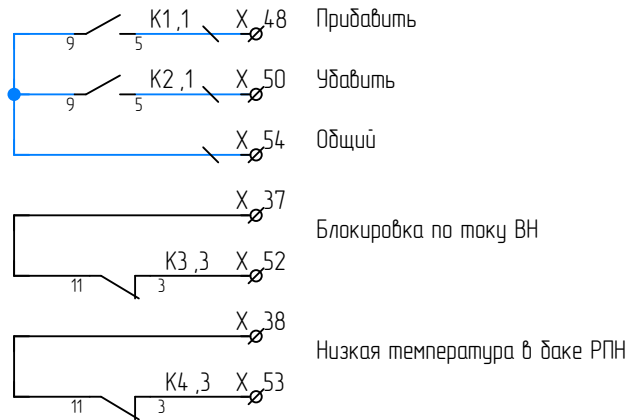 K1,1 X 48 Прибавить
9 5
K2,1 X 50 Убавить
9 5
X 54 Общий
X 37
Блокировка по току ВН
K3,3 X 52
11 3
X 38
Низкая температура в баке РПН
K4,3 X 53
11 3